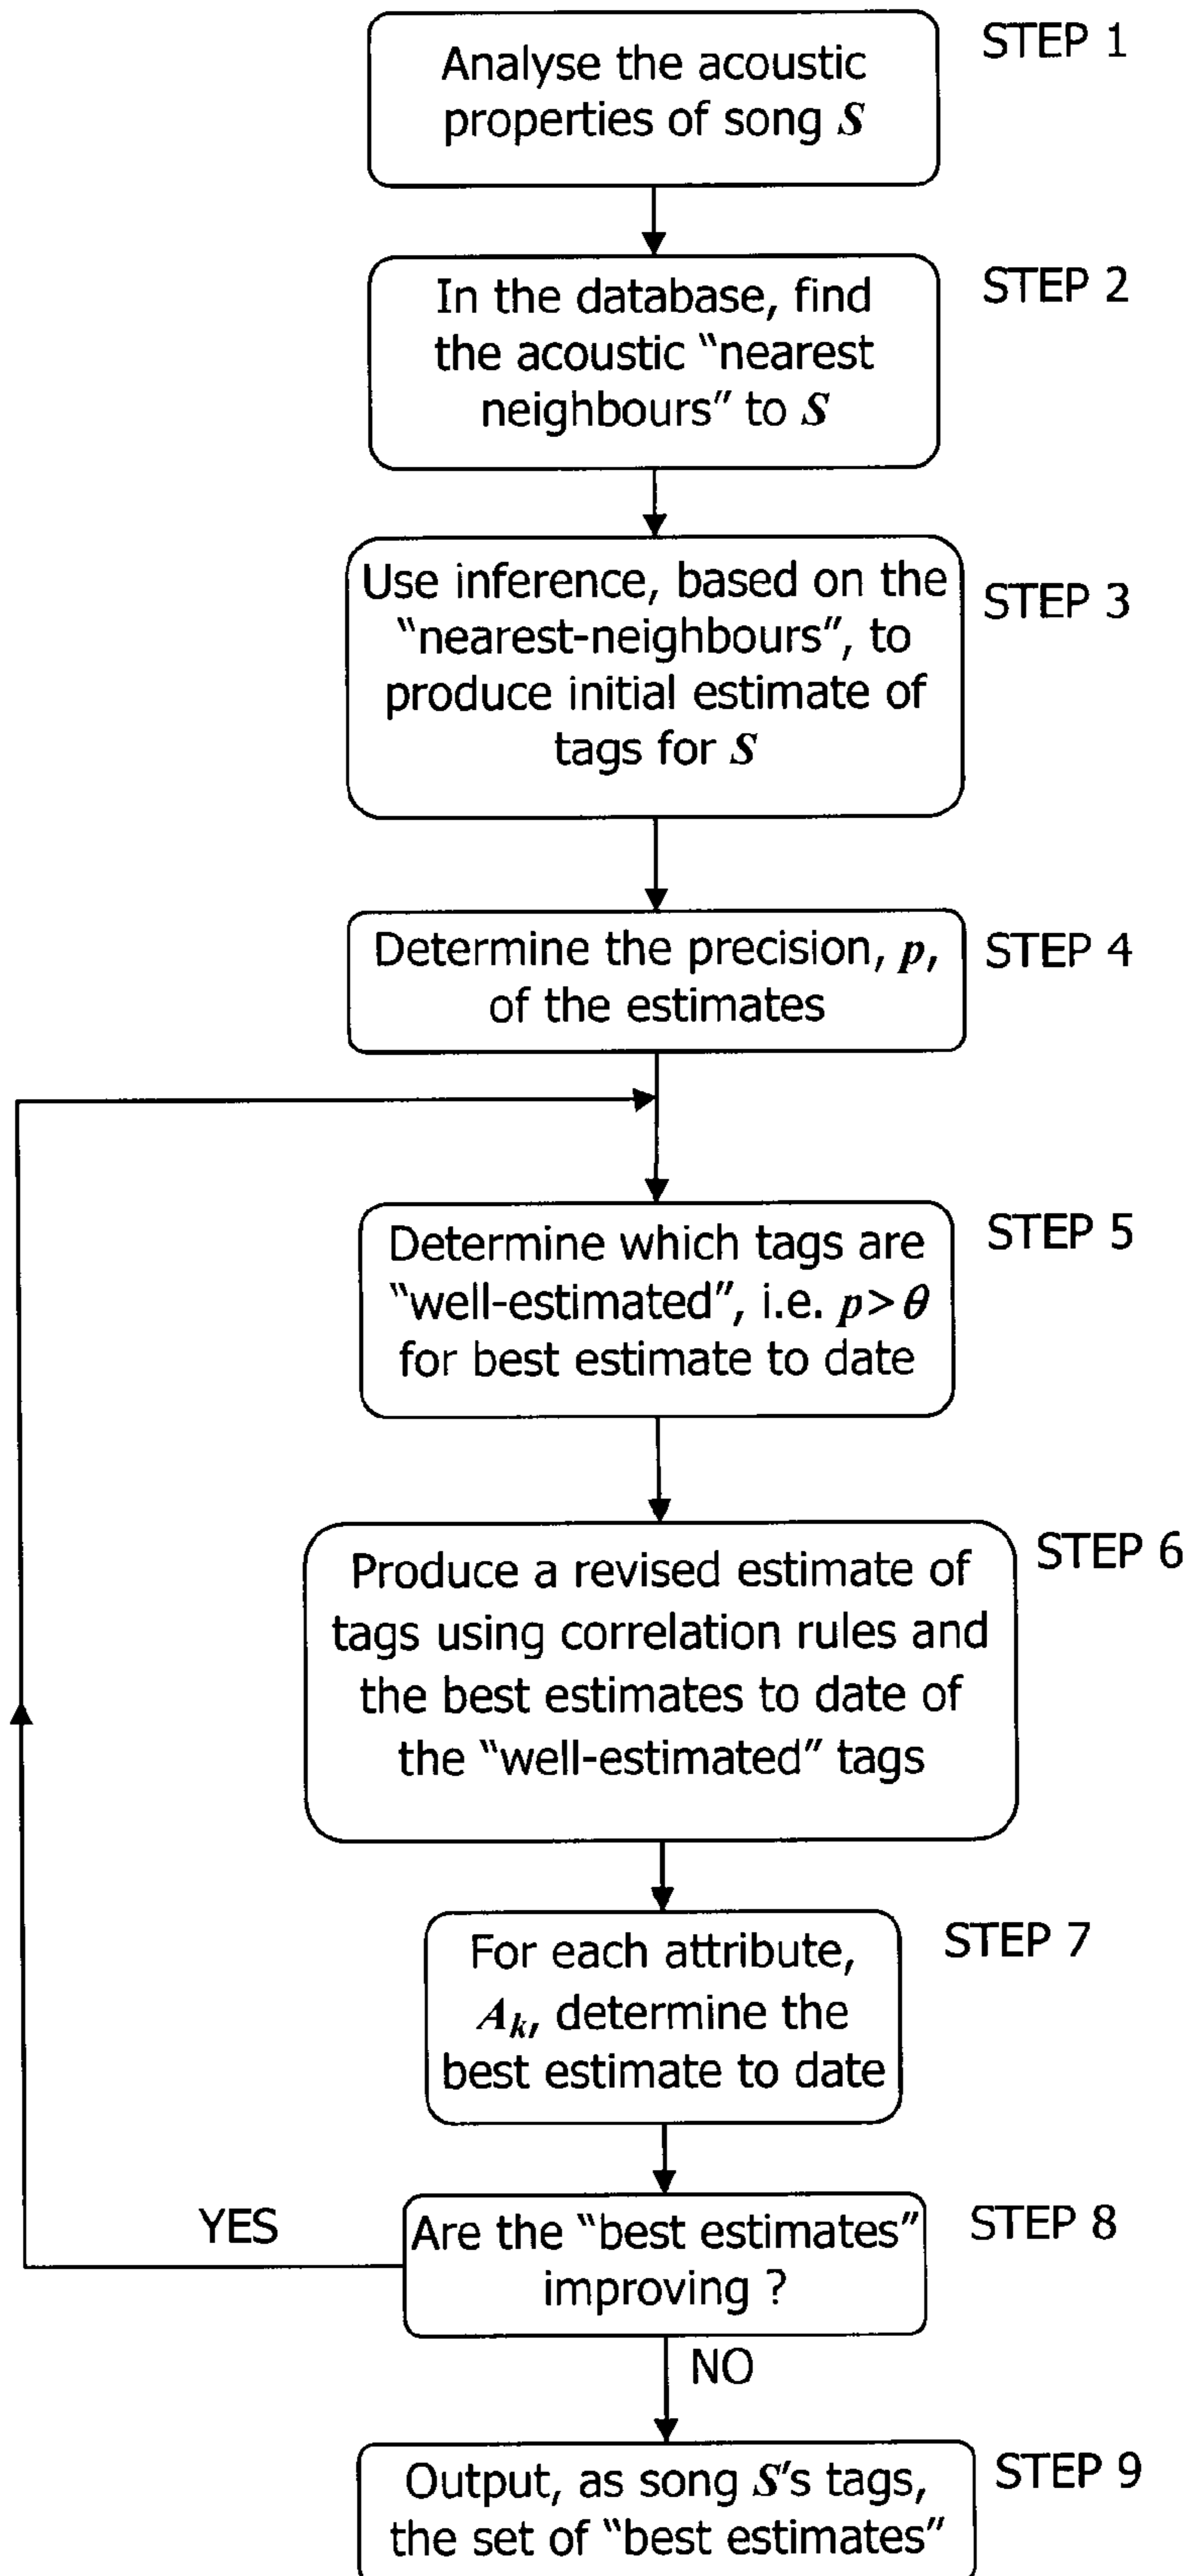 STEP 1
Analyse the acoustic
properties of song S
STEP 2
In the database, find
the acoustic “nearest
neighbours” to S
STEP 3
Use inference, based on the
“nearest-neighbours”, to
produce initial estimate of
tags for S
STEP 4
Determine the precision, p,
of the estimates
STEP 5
Determine which tags are
“well-estimated”, i.e. p> θ
for best estimate to date
STEP 6
Produce a revised estimate of
tags using correlation rules and
the best estimates to date of
the “well-estimated” tags
STEP 7
For each attribute,
Ak, determine the
best estimate to date
STEP 8
Are the “best estimates”
improving ?
YES
NO
STEP 9
Output, as song S's tags,
the set of “best estimates”